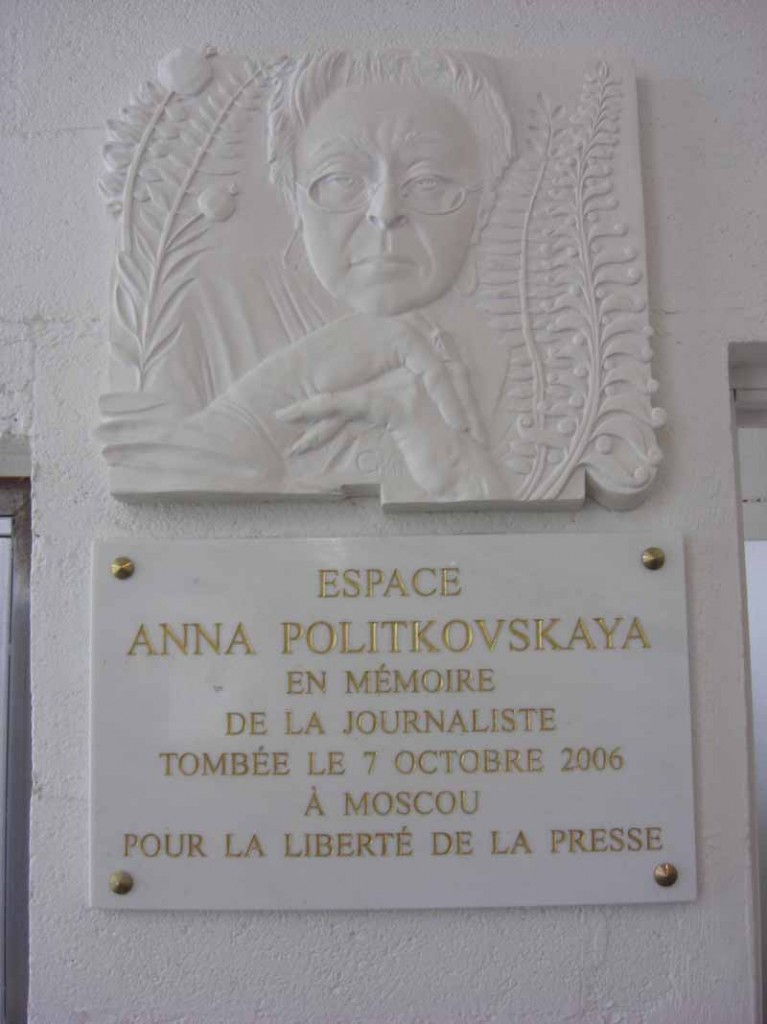 ESPACE
ANNA POLITKOVSKAYA
EN MÉMOIRE
DE LA JOURNALISTE
TOMBÉE LE 7 OCTOBRE 2006
À MOSCOU
POUR LA LIBERTÉ DE LA PRESSE